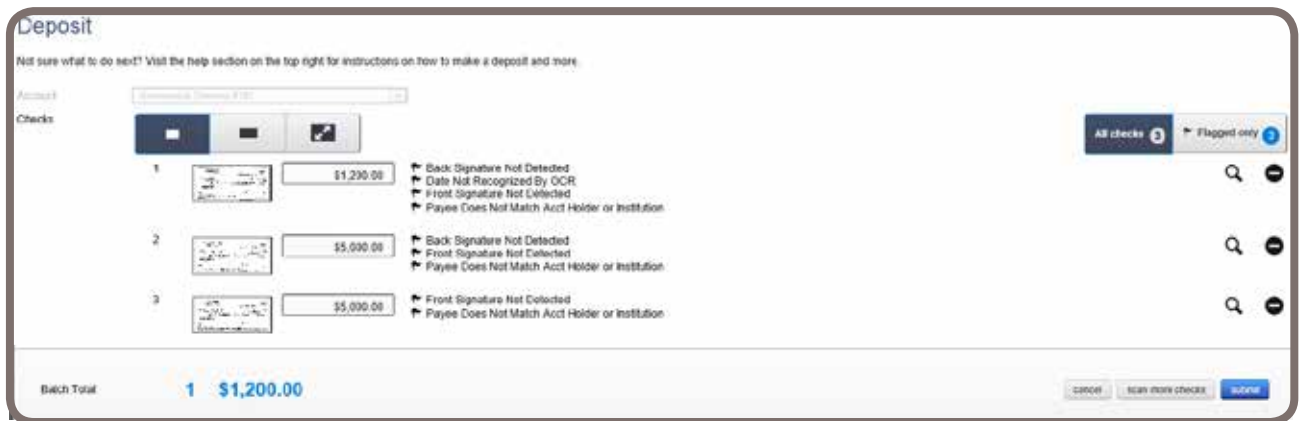 Deposit
Not sure what to do next? Visit the help section on the top right for instructions on how to make a deposit and more.
Account
Checks
All checks 3 Flagged only 3
1 $1,200.00 Back Signature Not Detected
Date Not Recognized By OCR
Front Signature Not Detected
Payee Does Not Match Acct Holder or Institution
2 $5,000.00 Back Signature Not Detected
Front Signature Not Detected
Payee Does Not Match Acct Holder or Institution
3 $5,000.00 Front Signature Not Detected
Payee Does Not Match Acct Holder or Institution
Batch Total 1 $1,200.00 cancel scan more checks submit